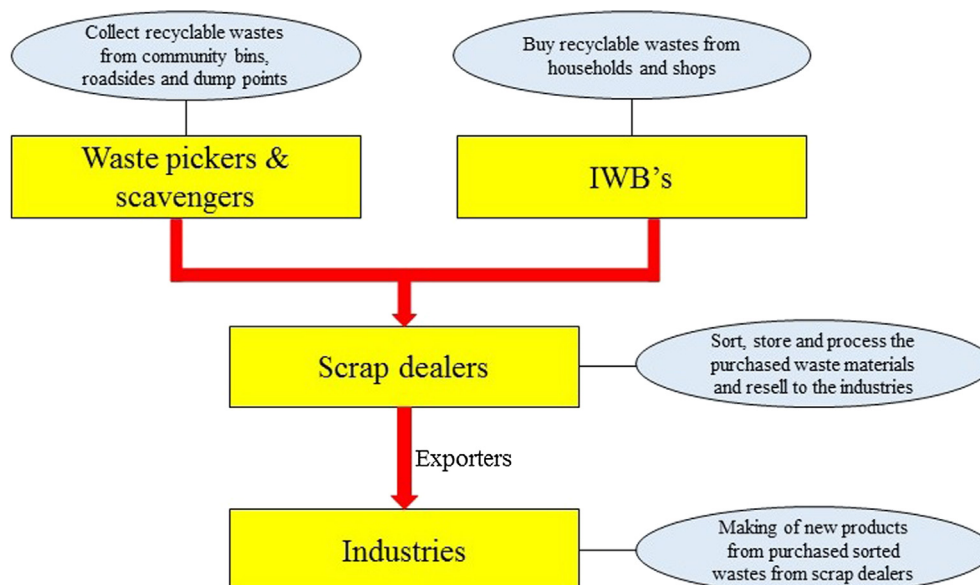 Collect recyclable wastes
from community bins,
roadsides and dump points
Buy recyclable wastes from
households and shops
Waste pickers &
scavengers
IWB’s
Scrap dealers
Sort, store and process the
purchased waste materials
and resell to the industries
Exporters
Industries
Making of new products
from purchased sorted
wastes from scrap dealers